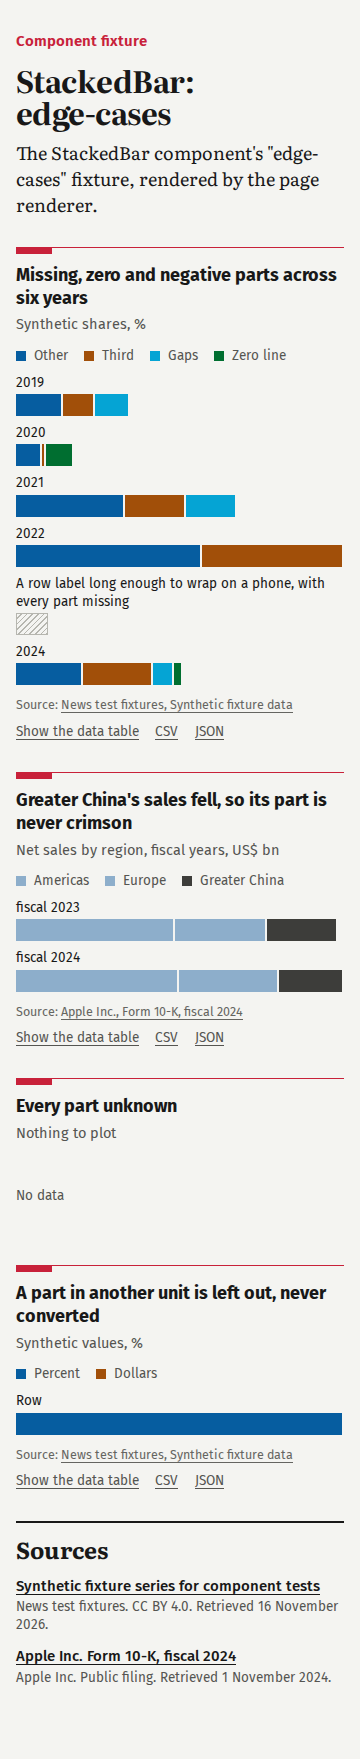 Component fixture
StackedBar:
edge-cases
The StackedBar component's "edge-
cases" fixture, rendered by the page
renderer.
Missing, zero and negative parts across
six years
Synthetic shares, %
Other Third Gaps Zero line
2019
2020
2021
2022
A row label long enough to wrap on a phone, with
every part missing
2024
Source: News test fixtures, Synthetic fixture data
Show the data table CSV JSON
Greater China's sales fell, so its part is
never crimson
Net sales by region, fiscal years, US$ bn
Americas Europe Greater China
fiscal 2023
fiscal 2024
Source: Apple Inc., Form 10-K, fiscal 2024
Show the data table CSV JSON
Every part unknown
Nothing to plot
No data
A part in another unit is left out, never
converted
Synthetic values, %
Percent Dollars
Row
Source: News test fixtures, Synthetic fixture data
Show the data table CSV JSON
Sources
Synthetic fixture series for component tests
News test fixtures. CC BY 4.0. Retrieved 16 November
2026.
Apple Inc. Form 10-K, fiscal 2024
Apple Inc. Public filing. Retrieved 1 November 2024.